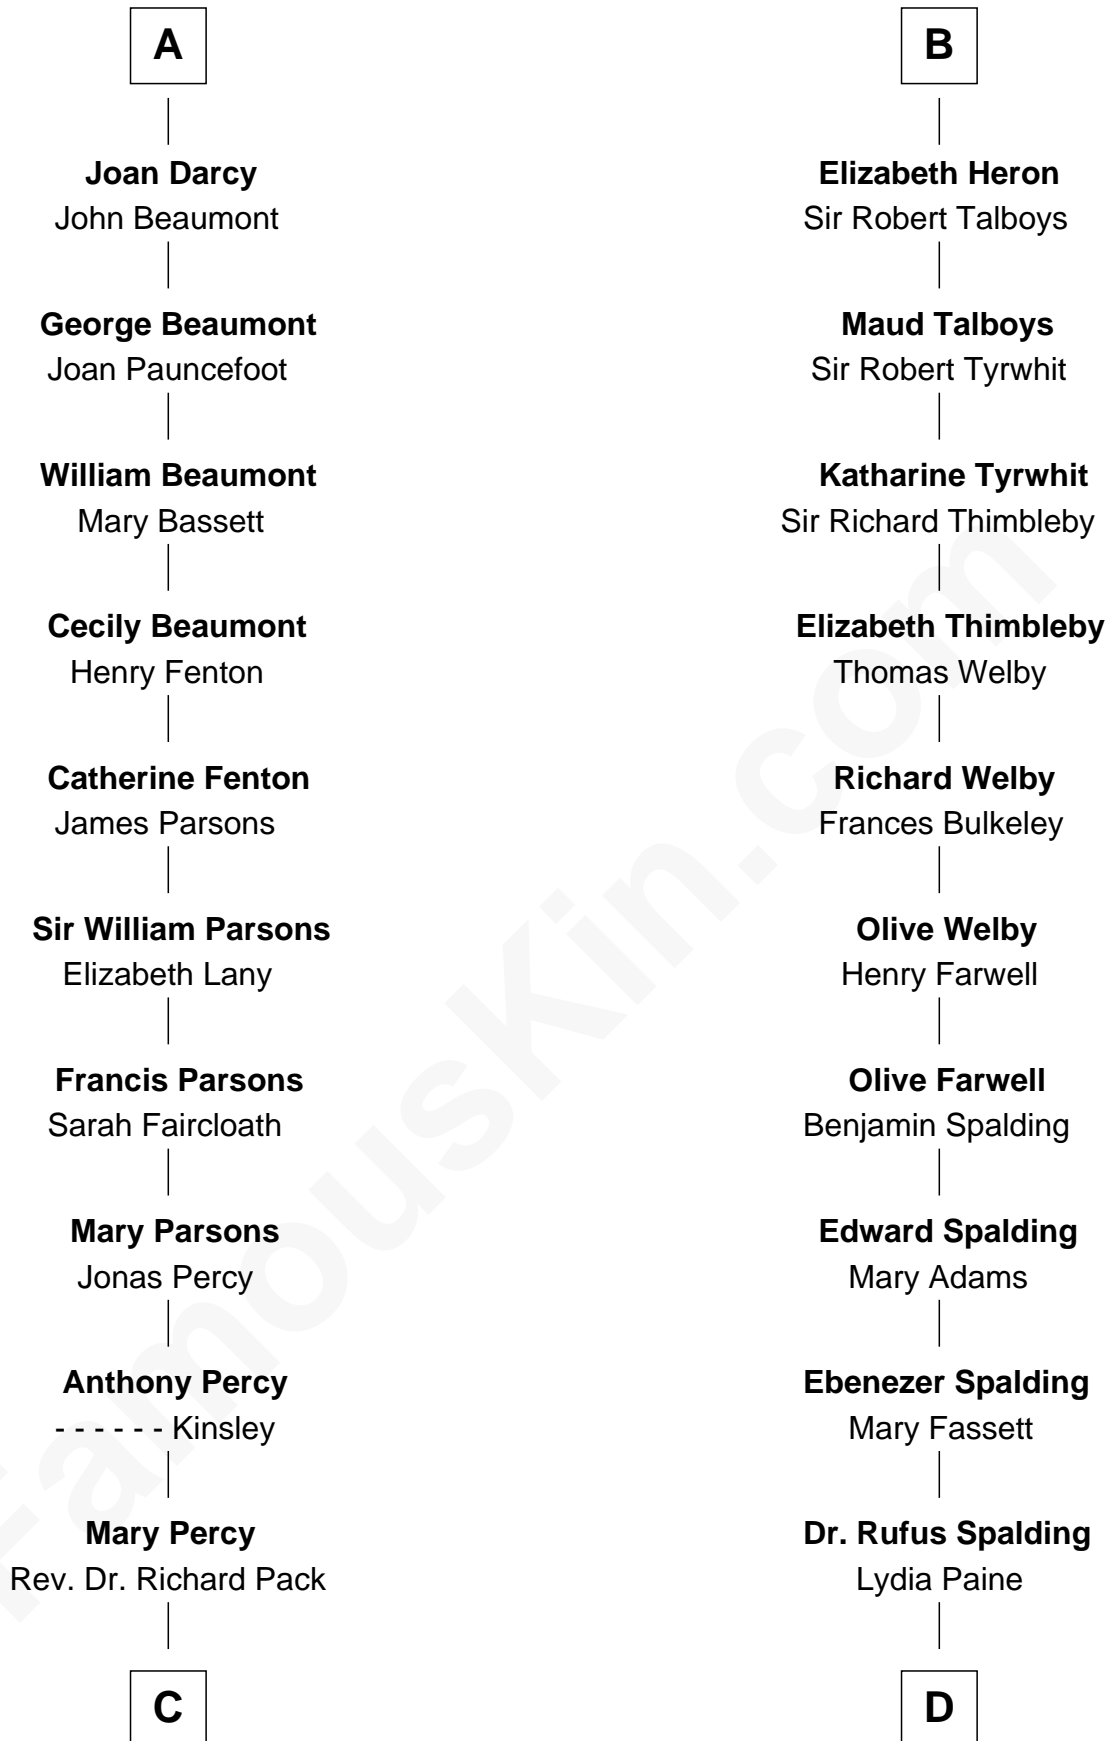 A
Joan Darcy
John Beaumont
George Beaumont
Joan Pauncefoot
William Beaumont
Mary Bassett
Cecily Beaumont
Henry Fenton
Catherine Fenton
James Parsons
Sir William Parsons
Elizabeth Lany
Francis Parsons
Sarah Faircloath
Mary Parsons
Jonas Percy
Anthony Percy
- - - - - - Kinsley
Mary Percy
Rev. Dr. Richard Pack
C
B
Elizabeth Heron
Sir Robert Talboys
Maud Talboys
Sir Robert Tyrwhit
Katharine Tyrwhit
Sir Richard Thimbleby
Elizabeth Thimbleby
Thomas Welby
Richard Welby
Frances Bulkeley
Olive Welby
Henry Farwell
Olive Farwell
Benjamin Spalding
Edward Spalding
Mary Adams
Ebenezer Spalding
Mary Fassett
Dr. Rufus Spalding
Lydia Paine
D
FamousKin.com